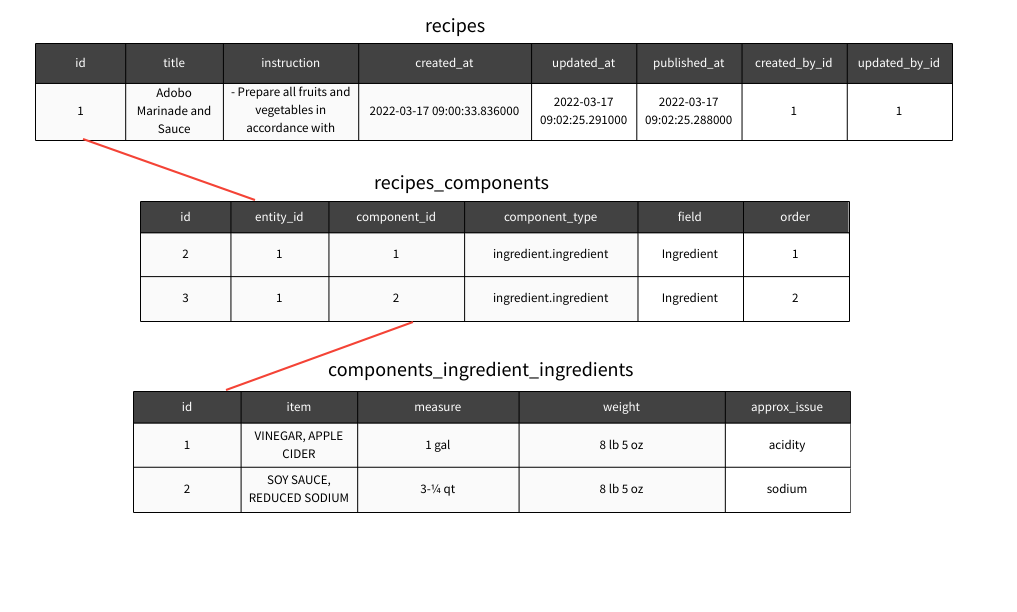 recipes
id title instruction created_at updated_at published_at created_by_id updated_by_id
1 Adobo Marinade and Sauce - Prepare all fruits and vegetables in accordance with 2022-03-17 09:00:33.836000 2022-03-17 09:02:25.291000 2022-03-17 09:02:25.288000 1 1
recipes_components
id entity_id component_id component_type field order
2 1 1 ingredient.ingredient Ingredient 1
3 1 2 ingredient.ingredient Ingredient 2
components_ingredient_ingredients
id item measure weight approx_issue
1 VINEGAR, APPLE CIDER 1 gal 8 lb 5 oz acidity
2 SOY SAUCE, REDUCED SODIUM 3-¼ qt 8 lb 5 oz sodium